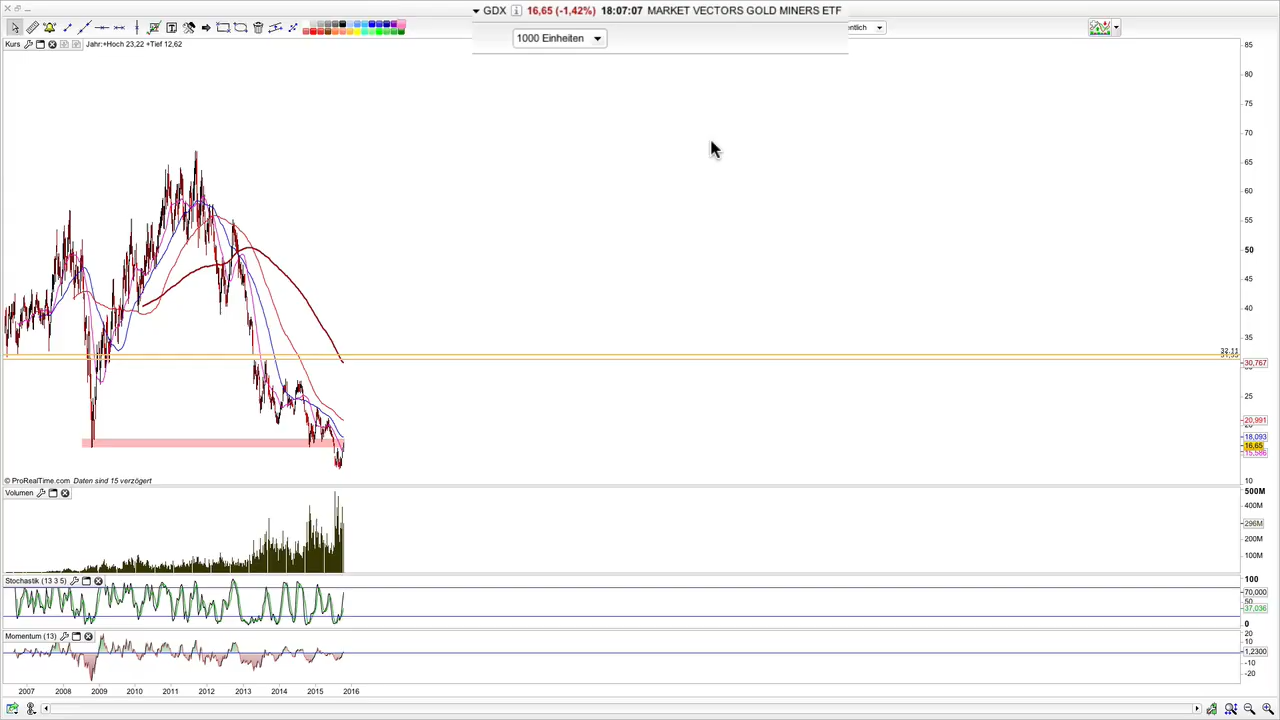 GDX 16,65 (-1,42%) 18:07:07 MARKET VECTORS GOLD MINERS ETF
1000 Einheiten
entlich
Kurs
Jahr:+Hoch 23,22 +Tief 12,62
85
80
75
70
65
60
55
50
45
40
35
32,11
30,767
25
20,991
18,093
16,65
15,586
10
© ProRealTime.com Daten sind 15 verzögert
Volumen
500M
400M
296M
200M
100M
Stochastik (13 3 5)
100
70,000
50
37,036
0
Momentum (13)
20
10
1,2300
-10
-20
2007 2008 2009 2010 2011 2012 2013 2014 2015 2016